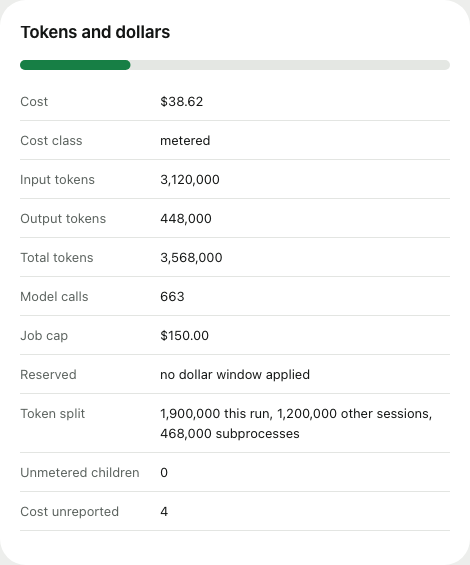 Tokens and dollars
Cost $38.62
Cost class metered
Input tokens 3,120,000
Output tokens 448,000
Total tokens 3,568,000
Model calls 663
Job cap $150.00
Reserved no dollar window applied
Token split 1,900,000 this run, 1,200,000 other sessions,
468,000 subprocesses
Unmetered children 0
Cost unreported 4